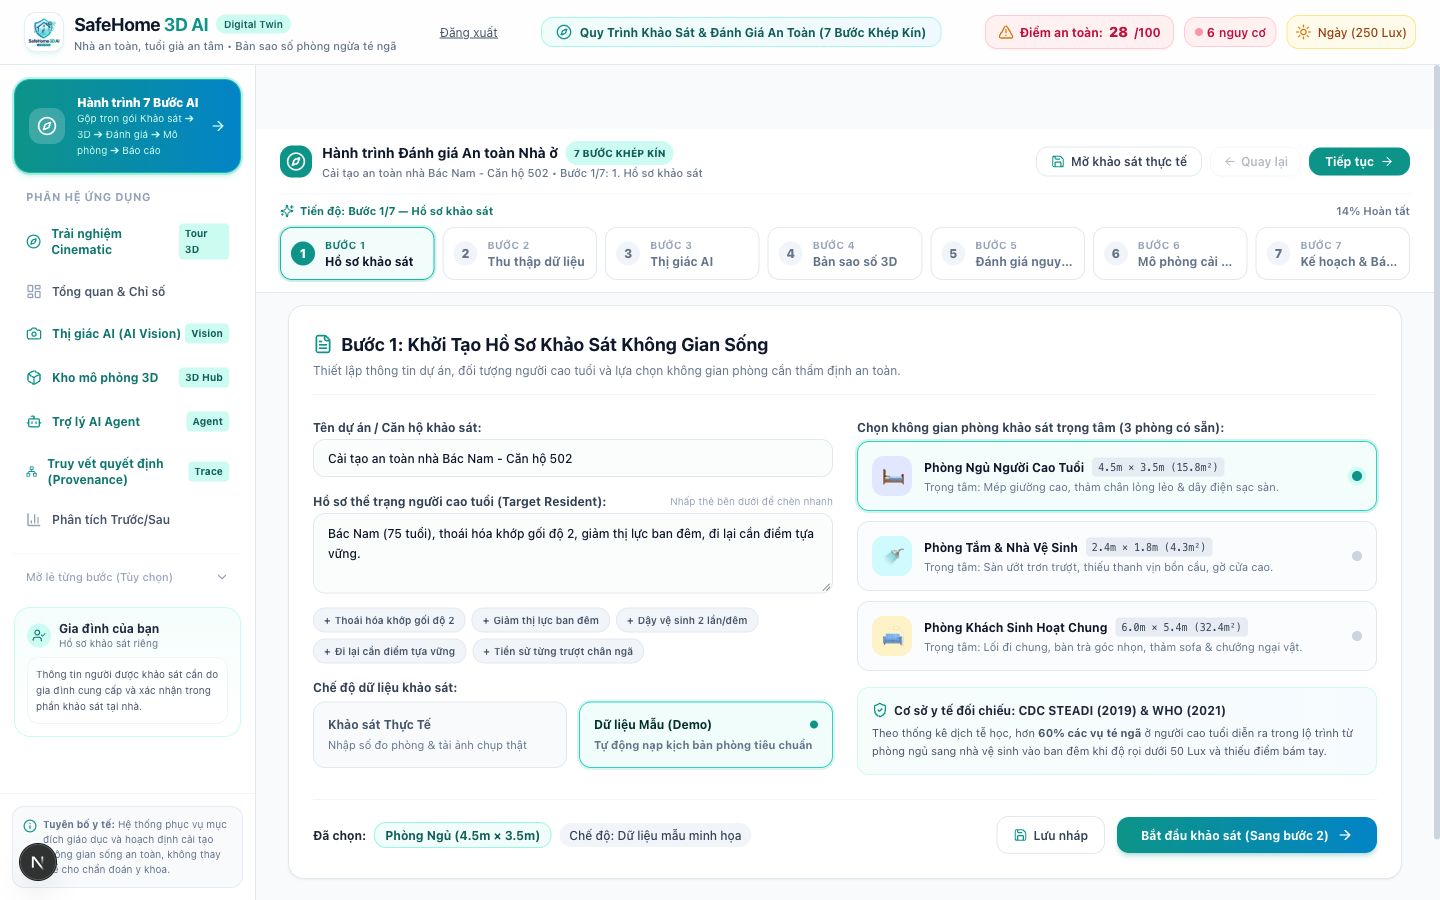 SafeHome 3D AI
Digital Twin
Nhà an toàn, tuổi già an tâm • Bản sao số phòng ngừa té ngã
Đăng xuất
Quy Trình Khảo Sát & Đánh Giá An Toàn (7 Bước Khép Kín)
Điểm an toàn: 28 /100
6 nguy cơ
Ngày (250 Lux)
Hành trình 7 Bước AI
Gộp trọn gói Khảo sát ➔
3D ➔ Đánh giá ➔ Mô
phỏng ➔ Báo cáo
PHÂN HỆ ỨNG DỤNG
Trải nghiệm
Cinematic
Tour
3D
Tổng quan & Chỉ số
Thị giác AI (AI Vision)
Vision
Kho mô phỏng 3D
3D Hub
Trợ lý AI Agent
Agent
Truy vết quyết định
(Provenance)
Trace
Phân tích Trước/Sau
Mở lẻ từng bước (Tùy chọn)
Gia đình của bạn
Hồ sơ khảo sát riêng
Thông tin người được khảo sát cần do
gia đình cung cấp và xác nhận trong
phần khảo sát tại nhà.
Tuyên bố y tế: Hệ thống phục vụ mục
đích giáo dục và hoạch định cải tạo
gian sống an toàn, không thay
cho chẩn đoán y khoa.
N
Hành trình Đánh giá An toàn Nhà ở
7 BƯỚC KHÉP KÍN
Cải tạo an toàn nhà Bác Nam - Căn hộ 502 • Bước 1/7: 1. Hồ sơ khảo sát
Mở khảo sát thực tế
← Quay lại
Tiếp tục →
Tiến độ: Bước 1/7 — Hồ sơ khảo sát
14% Hoàn tất
1
BƯỚC 1
Hồ sơ khảo sát
2
BƯỚC 2
Thu thập dữ liệu
3
BƯỚC 3
Thị giác AI
4
BƯỚC 4
Bản sao số 3D
5
BƯỚC 5
Đánh giá nguy...
6
BƯỚC 6
Mô phỏng cải ...
7
BƯỚC 7
Kế hoạch & Bá...
Bước 1: Khởi Tạo Hồ Sơ Khảo Sát Không Gian Sống
Thiết lập thông tin dự án, đối tượng người cao tuổi và lựa chọn không gian phòng cần thẩm định an toàn.
Tên dự án / Căn hộ khảo sát:
Cải tạo an toàn nhà Bác Nam - Căn hộ 502
Hồ sơ thể trạng người cao tuổi (Target Resident):
Nhấp thẻ bên dưới để chèn nhanh
Bác Nam (75 tuổi), thoái hóa khớp gối độ 2, giảm thị lực ban đêm, đi lại cần điểm tựa
vững.
+ Thoái hóa khớp gối độ 2
+ Giảm thị lực ban đêm
+ Dậy vệ sinh 2 lần/đêm
+ Đi lại cần điểm tựa vững
+ Tiền sử từng trượt chân ngã
Chế độ dữ liệu khảo sát:
Khảo sát Thực Tế
Nhập số đo phòng & tải ảnh chụp thật
Dữ liệu Mẫu (Demo)
Tự động nạp kịch bản phòng tiêu chuẩn
Chọn không gian phòng khảo sát trọng tâm (3 phòng có sẵn):
Phòng Ngủ Người Cao Tuổi
4.5m × 3.5m (15.8m²)
Trọng tâm: Mép giường cao, thảm chân lỏng lẻo & dây điện sạc sàn.
Phòng Tắm & Nhà Vệ Sinh
2.4m × 1.8m (4.3m²)
Trọng tâm: Sàn ướt trơn trượt, thiếu thanh vịn bồn cầu, gờ cửa cao.
Phòng Khách Sinh Hoạt Chung
6.0m × 5.4m (32.4m²)
Trọng tâm: Lối đi chung, bàn trà góc nhọn, thảm sofa & chướng ngại vật.
Cơ sở y tế đối chiếu: CDC STEADI (2019) & WHO (2021)
Theo thống kê dịch tễ học, hơn 60% các vụ té ngã ở người cao tuổi diễn ra trong lộ trình từ
phòng ngủ sang nhà vệ sinh vào ban đêm khi độ rọi dưới 50 Lux và thiếu điểm bám tay.
Đã chọn:
Phòng Ngủ (4.5m × 3.5m)
Chế độ: Dữ liệu mẫu minh họa
Lưu nháp
Bắt đầu khảo sát (Sang bước 2) →